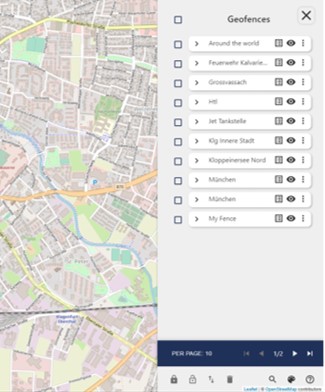 Geofences
Around the world
Feuerwehr Kalvarie...
Grossvasach
Htl
Jet Tankstelle
Klg Innere Stadt
Kloppeinersee Nord
München
München
My Fence
PER PAGE: 10
1/2
Leaflet | © OpenStreetMap contributors